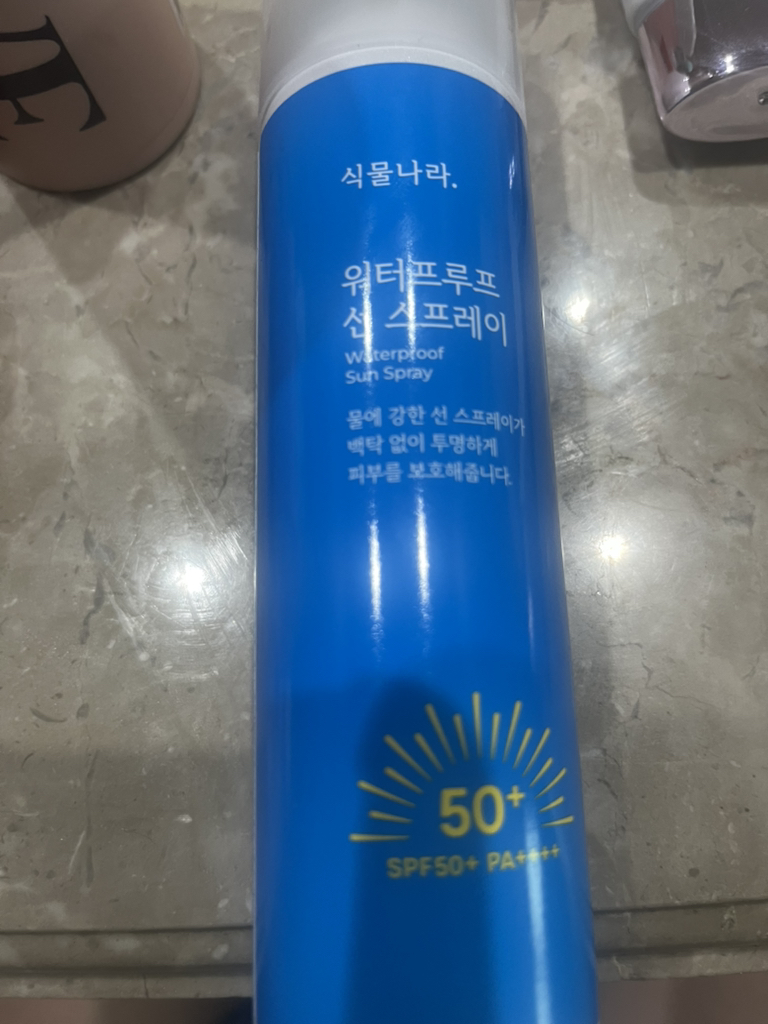 식물나라.
워터프루프
선 스프레이
Waterproof
Sun Spray
물에 강한 선 스프레이가
백탁 없이 투명하게
피부를 보호해줍니다.
50+
SPF50+ PA++++